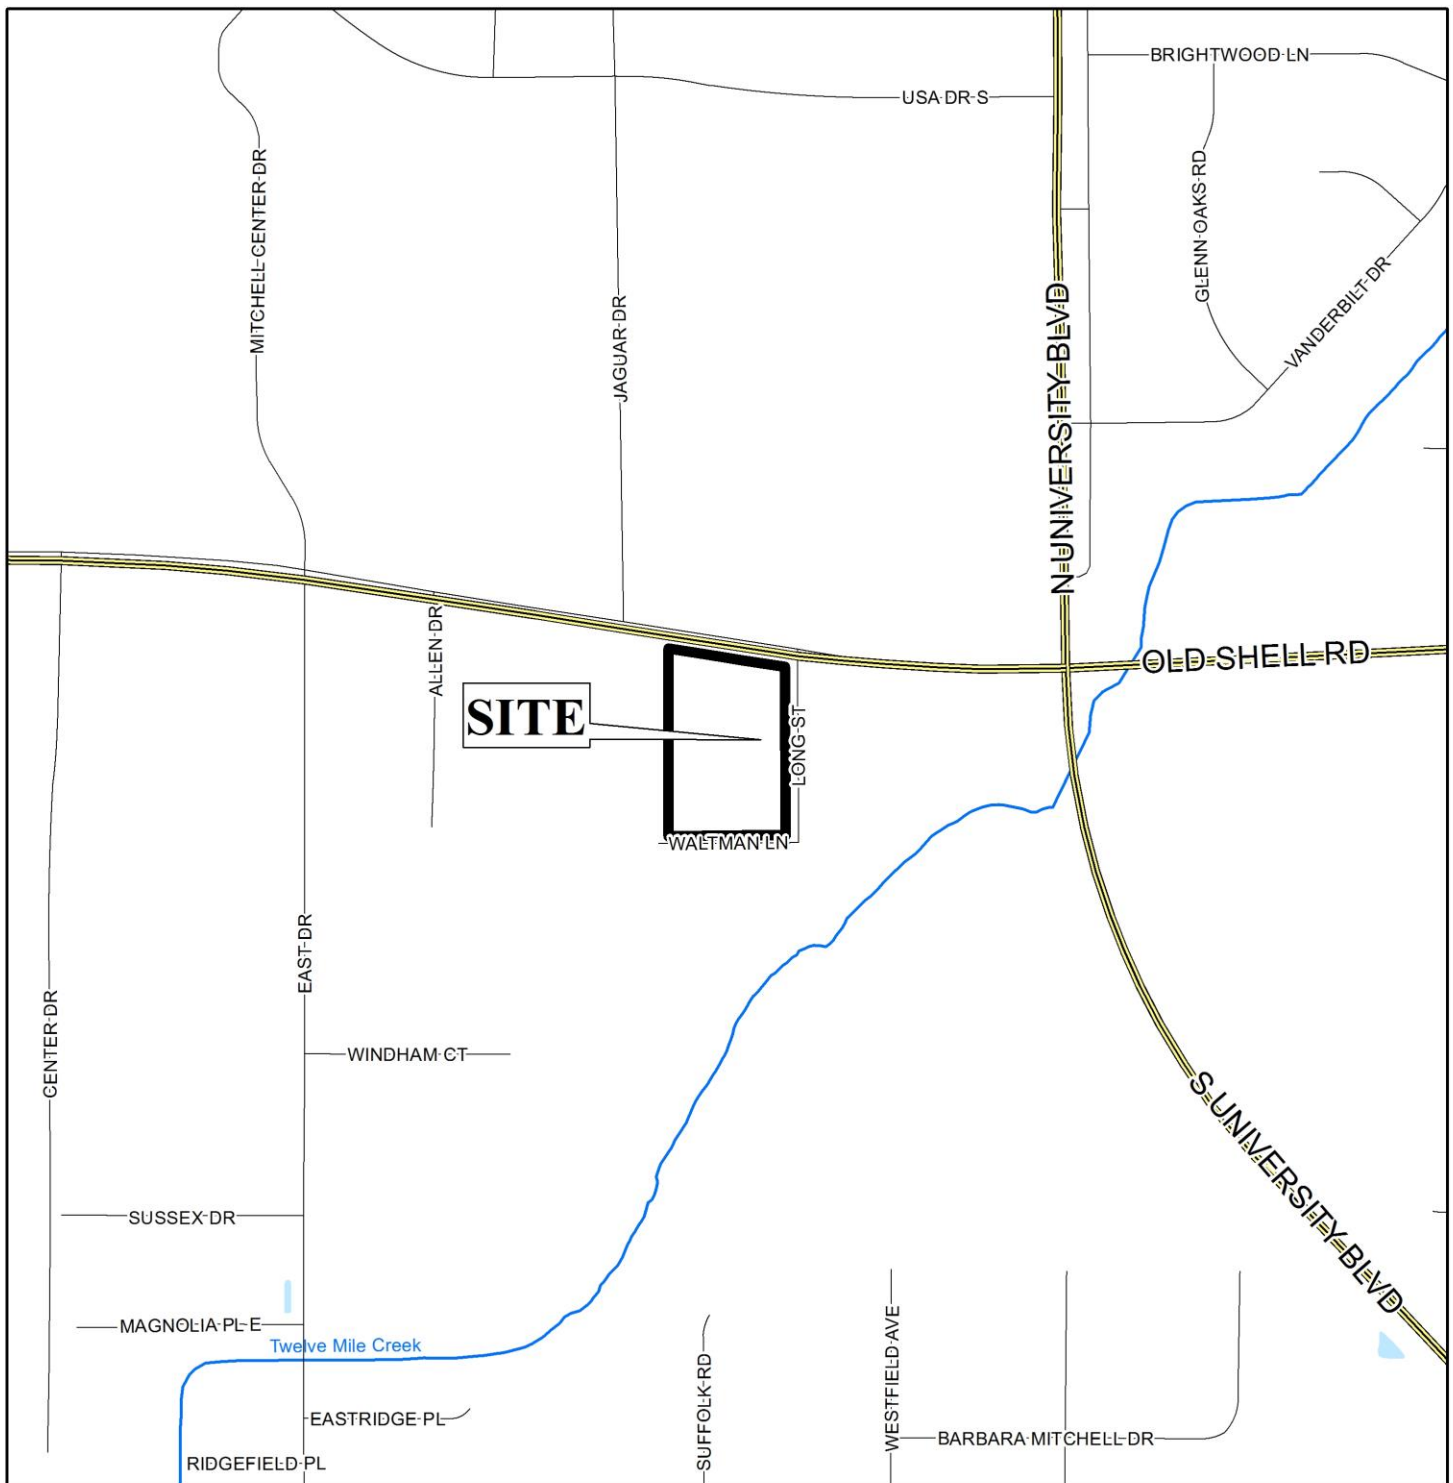 BRIGHTWOOD LN
USA DR S
MITCHELL CENTER DR
GLENN OAKS RD
VANDERBILT DR
JAGUAR DR
N UNIVERSITY BLVD
ALLEN DR
OLD SHELL RD
SITE
LONG ST
WALTMAN LN
EAST DR
CENTER DR
WINDHAM CT
S UNIVERSITY BLVD
SUSSEX DR
MAGNOLIA PL E
Twelve Mile Creek
SUFFOLK RD
WESTFIELD AVE
EASTRIDGE PL
BARBARA MITCHELL DR
RIDGEFIELD PL